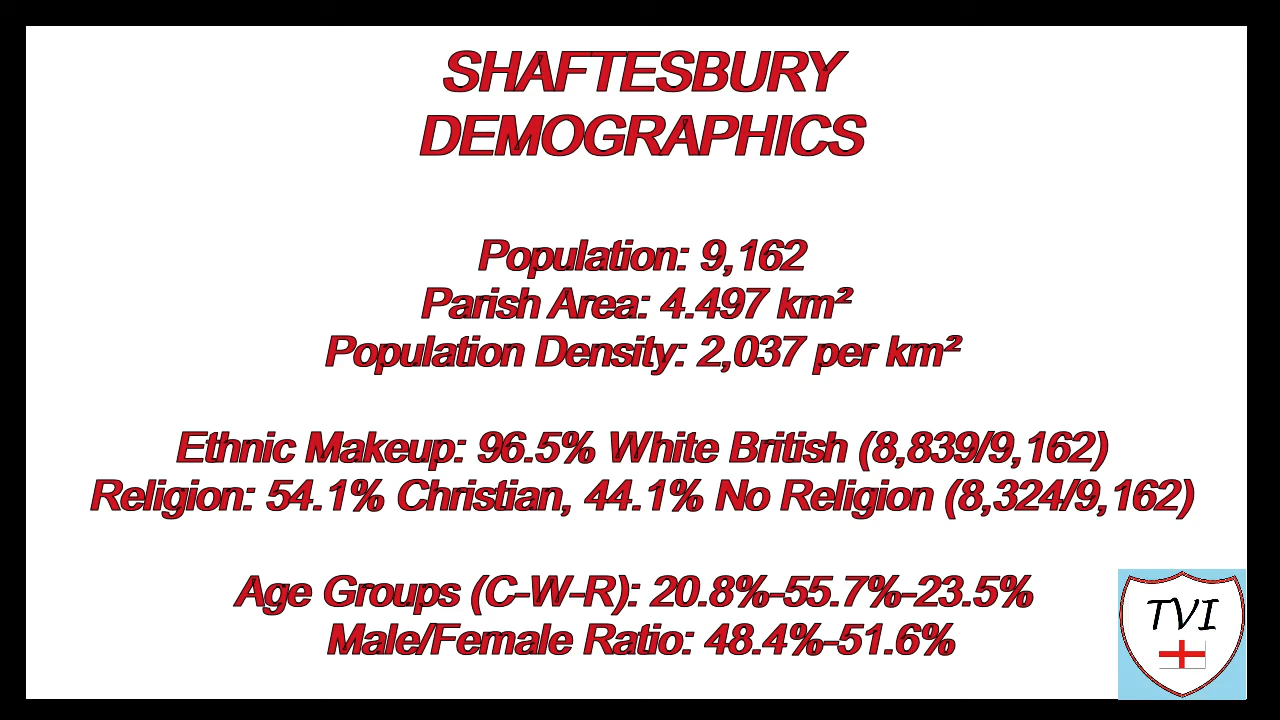 SHAFTESBURY
DEMOGRAPHICS
Population: 9,162
Parish Area: 4.497 km²
Population Density: 2,037 per km²
Ethnic Makeup: 96.5% White British (8,839/9,162)
Religion: 54.1% Christian, 44.1% No Religion (8,324/9,162)
Age Groups (C-W-R): 20.8%-55.7%-23.5%
Male/Female Ratio: 48.4%-51.6%
TVI